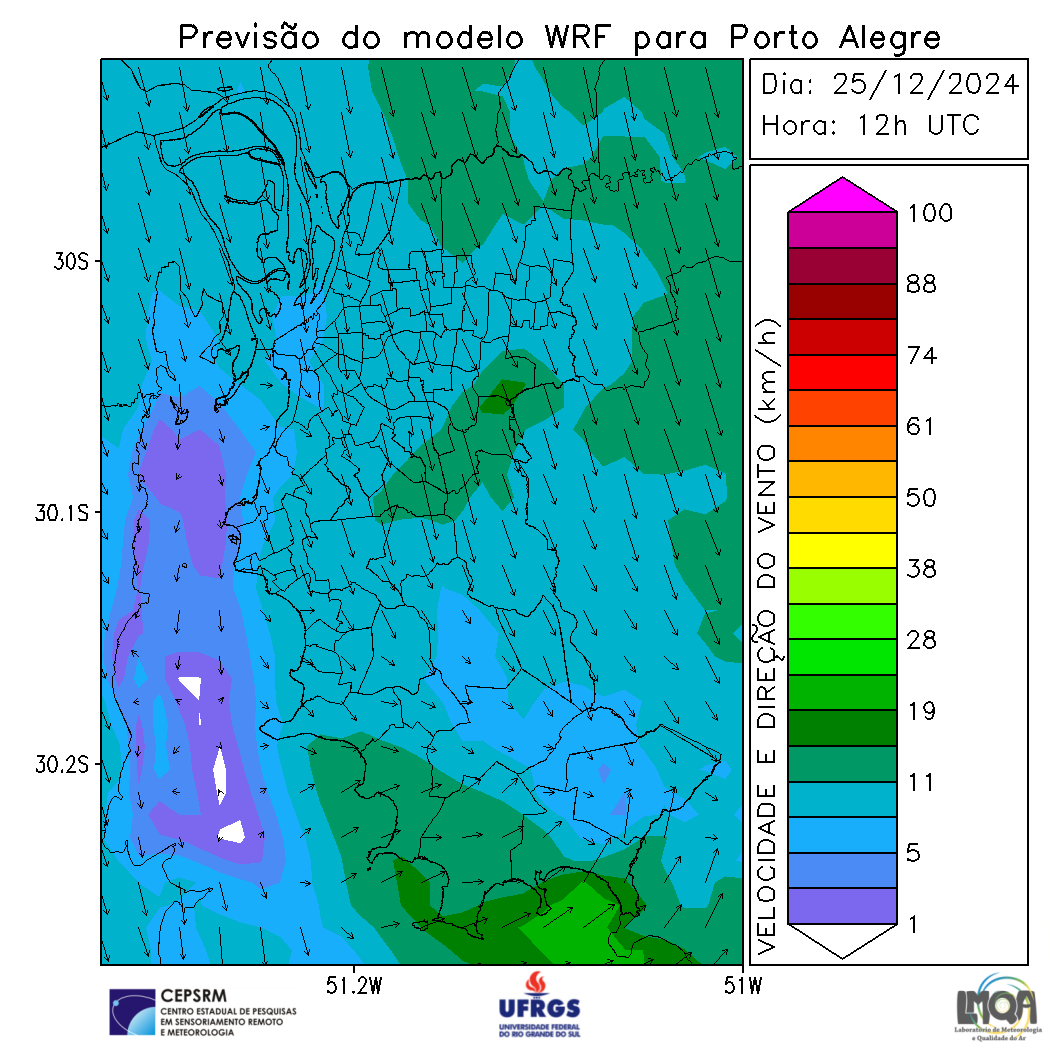 Previsão do modelo WRF para Porto Alegre
Dia: 25/12/2024
Hora: 12h UTC
30S
30.1S
30.2S
51.2W
51W
VELOCIDADE E DIREÇÃO DO VENTO (km/h)
100
88
74
61
50
38
28
19
11
5
1
CEPSRM
CENTRO ESTADUAL DE PESQUISAS
EM SENSORIAMENTO REMOTO
E METEOROLOGIA
UFRGS
UNIVERSIDADE FEDERAL
DO RIO GRANDE DO SUL
LMQA
Laboratório de Meteorologia
e Qualidade do Ar